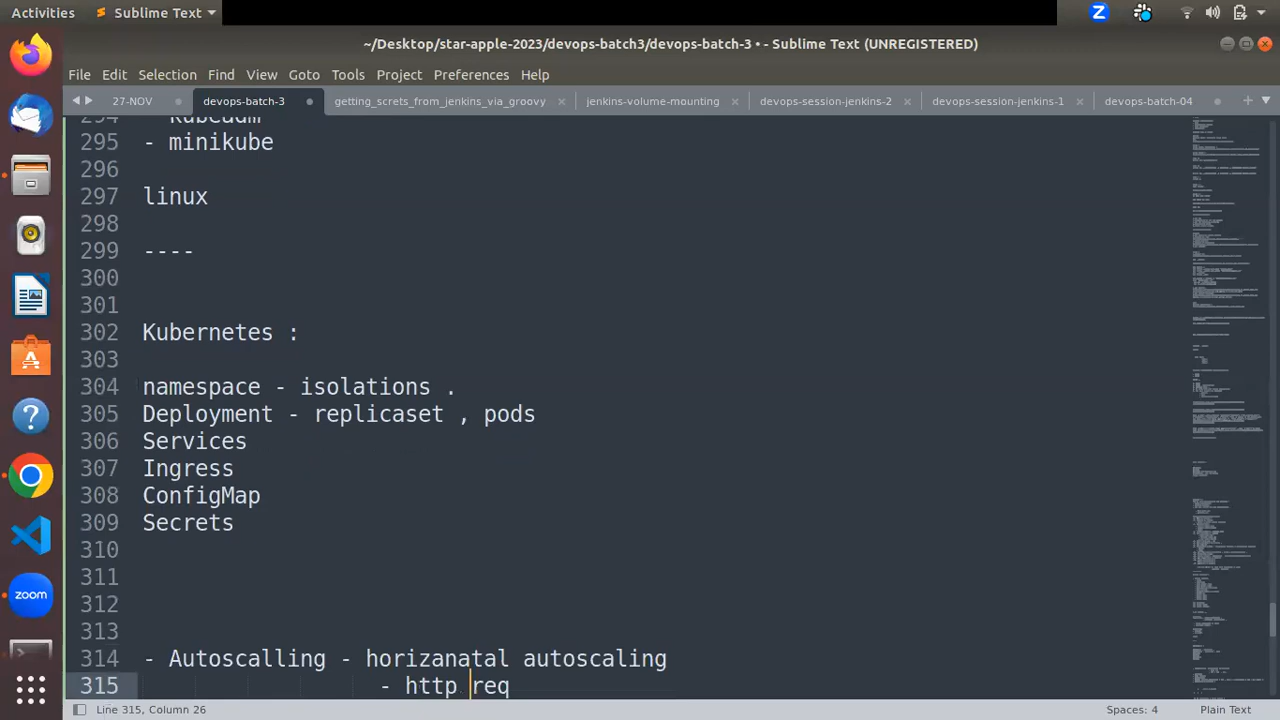 Activities
Sublime Text
~/Desktop/star-apple-2023/devops-batch3/devops-batch-3 • - Sublime Text (UNREGISTERED)
File Edit Selection Find View Goto Tools Project Preferences Help
27-NOV
devops-batch-3
getting_screts_from_jenkins_via_groovy
jenkins-volume-mounting
devops-session-jenkins-2
devops-session-jenkins-1
devops-batch-04
294 - kubeadm
295 - minikube
296
297 linux
298
299 ----
300
301
302 Kubernetes :
303
304 namespace - isolations .
305 Deployment - replicaset , pods
306 Services
307 Ingress
308 ConfigMap
309 Secrets
310
311
312
313
314 - Autoscalling - horizanatal autoscaling
315 - http req
zoom
Line 315, Column 26
Spaces: 4
Plain Text